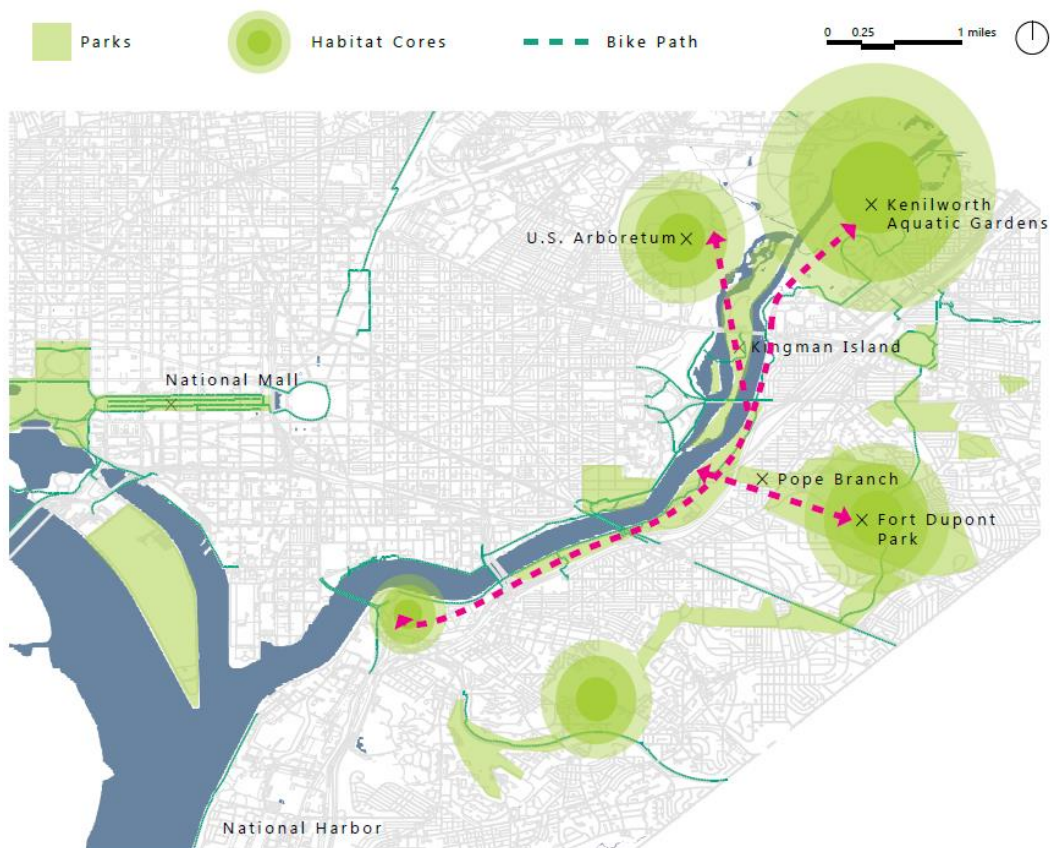 Parks
Habitat Cores
Bike Path
0 0.25 1 miles
Kenilworth
Aquatic Gardens
U.S. Arboretum
Kingman Island
National Mall
Pope Branch
Fort Dupont
Park
National Harbor